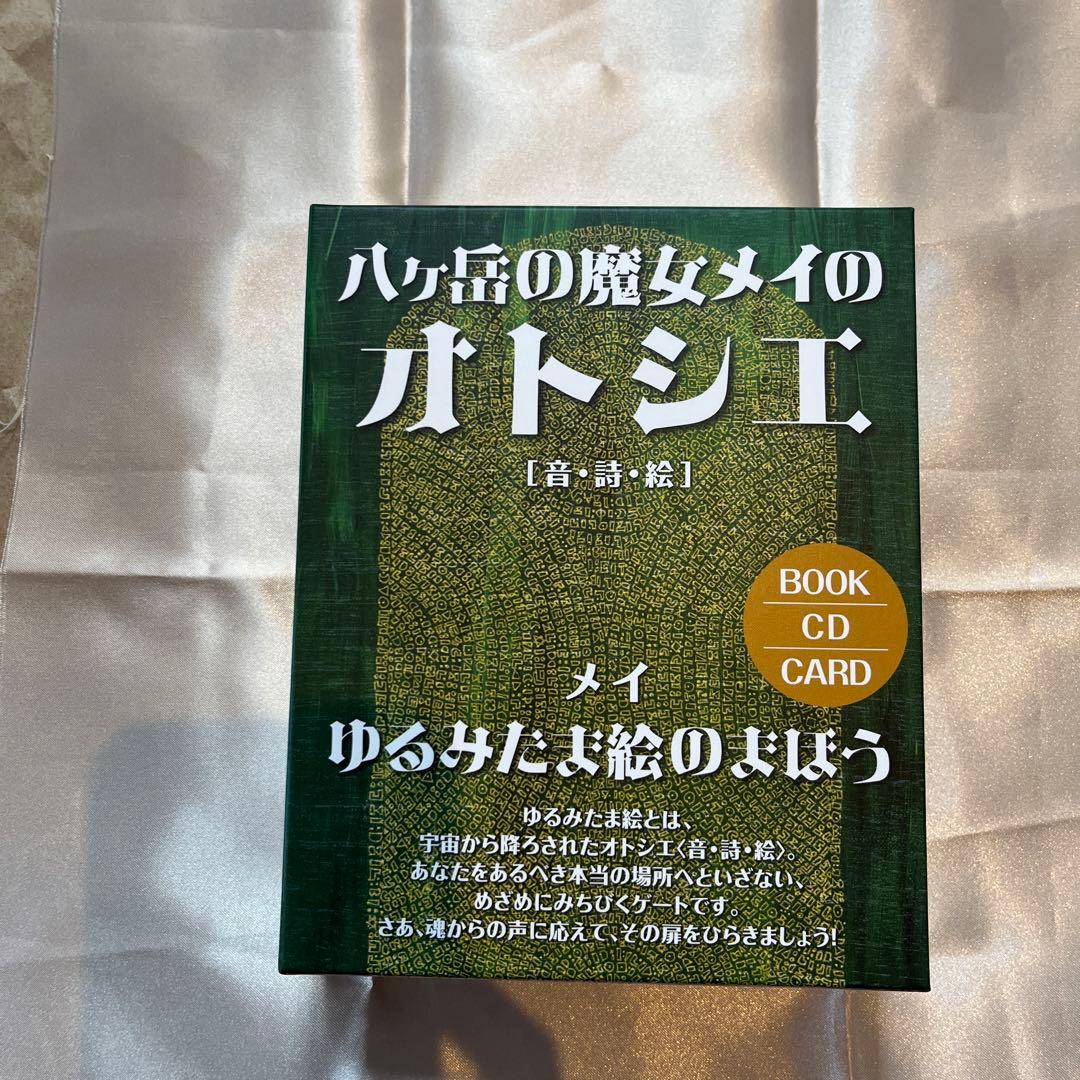 八ヶ岳の魔女メイの
オトシエ
[音・詩・絵]
BOOK
CD
CARD
メイ
ゆるみたま絵のまほう
ゆるみたま絵とは、
宇宙から降ろされたオトシエ〈音・詩・絵〉。
あなたをあるべき本当の場所へといざない、
めざめにみちびくゲートです。
さあ、魂からの声に応えて、その扉をひらきましょう!